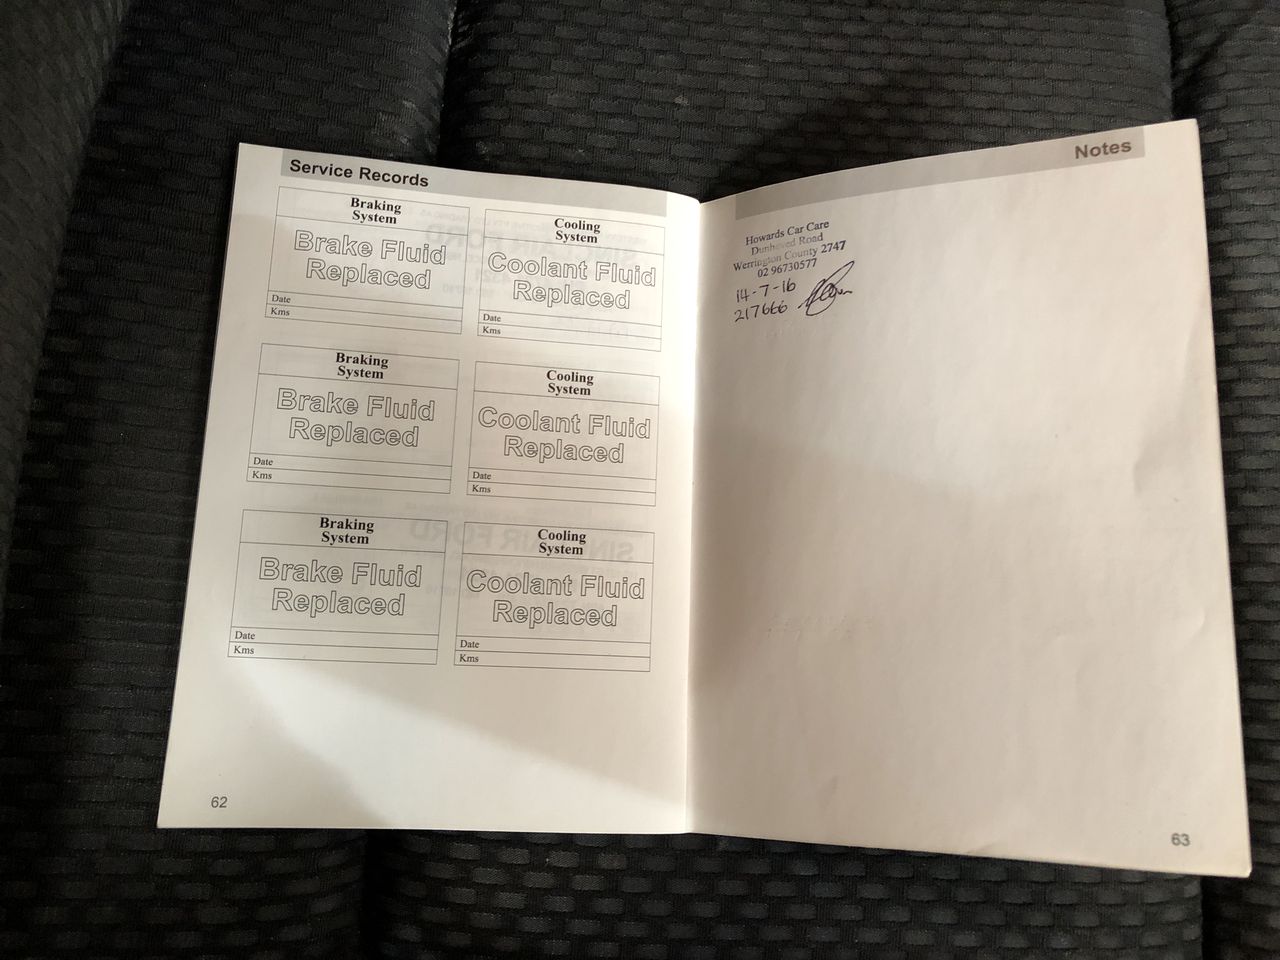 Service Records
Braking
System
Brake Fluid
Replaced
Date
Kms
Cooling
System
Coolant Fluid
Replaced
Date
Kms
Braking
System
Brake Fluid
Replaced
Date
Kms
Cooling
System
Coolant Fluid
Replaced
Date
Kms
Braking
System
Brake Fluid
Replaced
Date
Kms
Cooling
System
Coolant Fluid
Replaced
Date
Kms
62
Notes
Howards Car Care
Dunheved Road
Werrington County 2747
02 96730577
14-7-16
217666
63